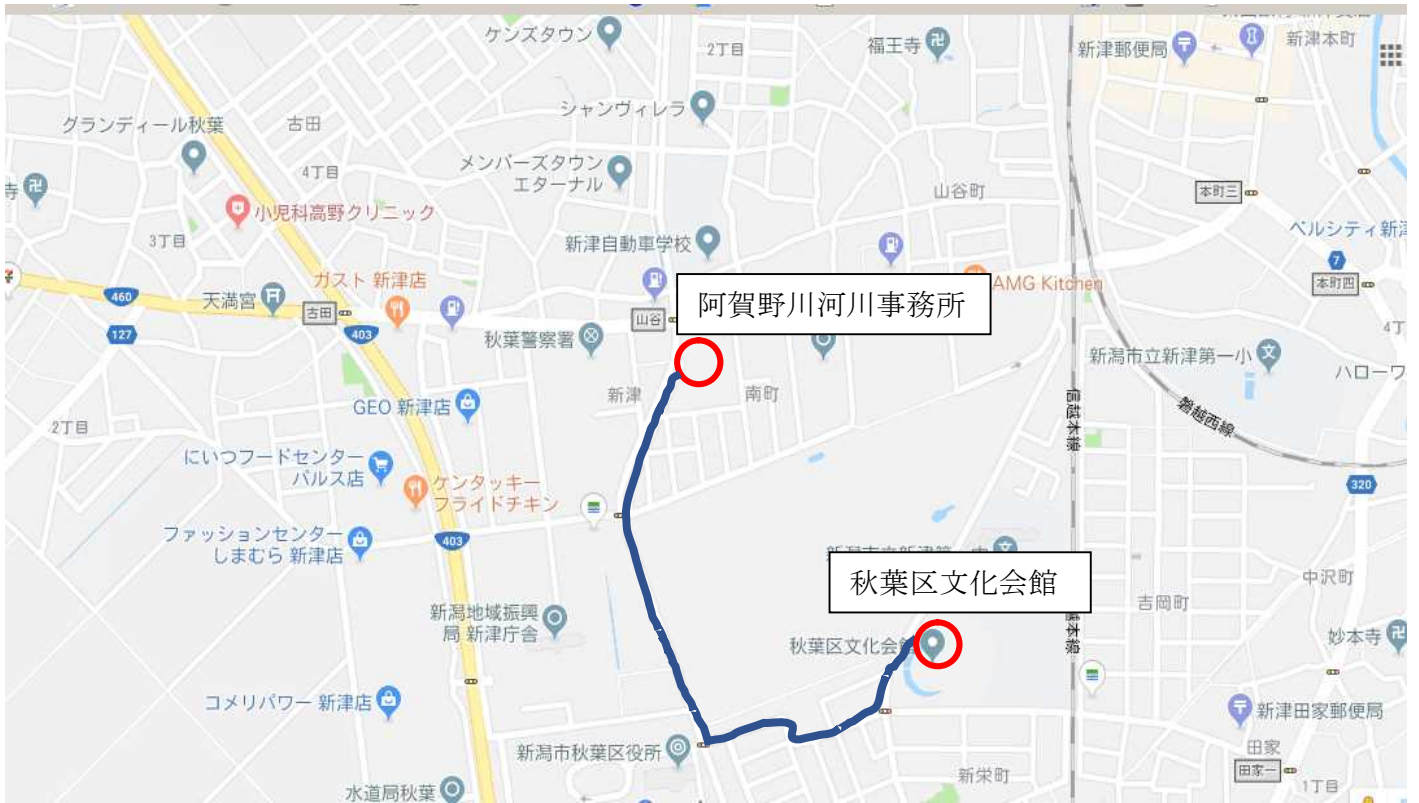 ケンズタウン
2丁目
福王寺
新津郵便局
新津本町
シャンヴィレラ
グランディール秋葉
古田
4丁目
メンバーズタウン
エターナル
山谷町
本町三
寺
小児科高野クリニック
3丁目
新津自動車学校
ベルシティ新津
7
本町四
ガスト 新津店
AMG Kitchen
460
天満宮
古田
山谷
阿賀野川河川事務所
127
403
秋葉警察署
4丁
新潟市立新津第一小
ハローワ
新津
南町
GEO 新津店
信越本線
磐越西線
2丁目
にいつフードセンター
パルス店
ケンタッキー
フライドチキン
320
ファッションセンター
しまむら 新津店
403
秋葉区文化会館
中沢町
吉岡町
新潟地域振興
局 新津庁舎
秋葉区文化会館
越本線
妙本寺
コメリパワー 新津店
新津田家郵便局
新潟市秋葉区役所
田家
田家一
新栄町
1丁目
水道局秋葉